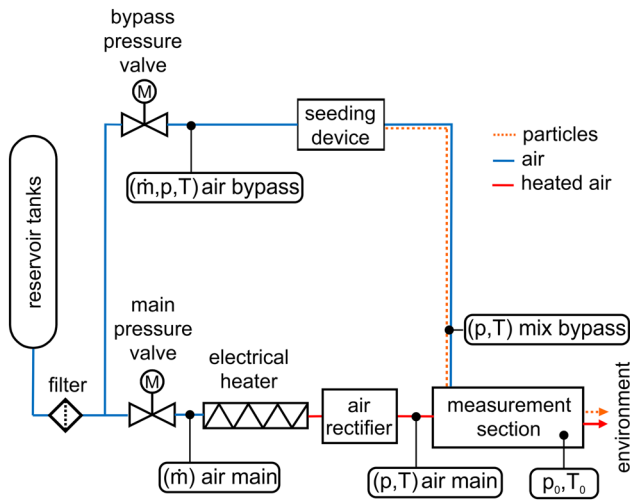 bypass
pressure
valve
M
seeding
device
particles
air
heated air
(ṁ,p,T) air bypass
reservoir tanks
main
pressure
valve
M
electrical
heater
(p,T) mix bypass
filter
air
rectifier
measurement
section
environment
(ṁ) air main
(p,T) air main
p₀,T₀